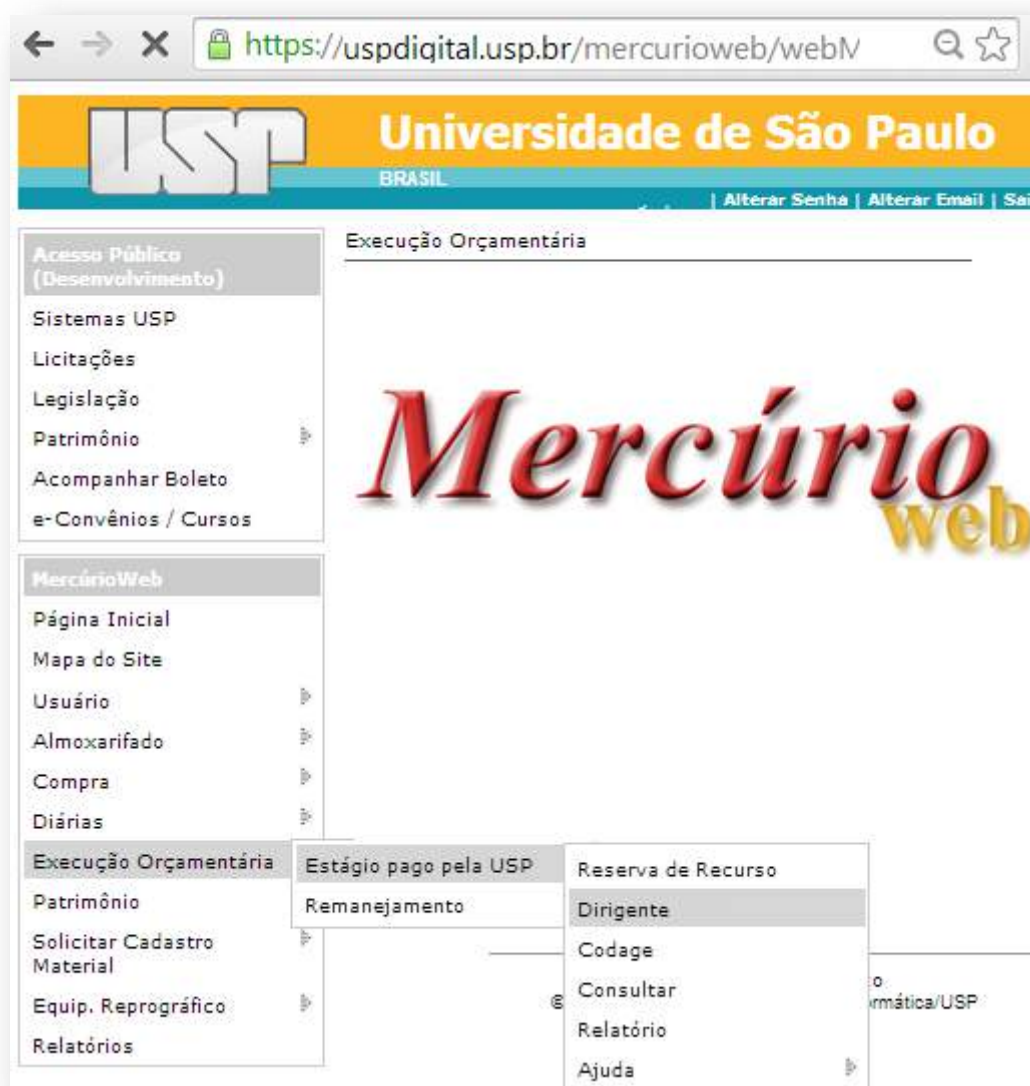 https://uspdigital.usp.br/mercurioweb/webM
USP
Universidade de São Paulo
BRASIL
| Alterar Senha | Alterar Email | Sai
Acesso Público
(Desenvolvimento)
Sistemas USP
Licitações
Legislação
Patrimônio
Acompanhar Boleto
e-Convênios / Cursos
Execução Orçamentária
Mercúrio
web
MercúrioWeb
Página Inicial
Mapa do Site
Usuário
Almoxarifado
Compra
Diárias
Execução Orçamentária
Patrimônio
Solicitar Cadastro
Material
Equip. Reprográfico
Relatórios
Estágio pago pela USP
Remanejamento
Reserva de Recurso
Dirigente
Codage
Consultar
Relatório
Ajuda
o
©
rmática/USP